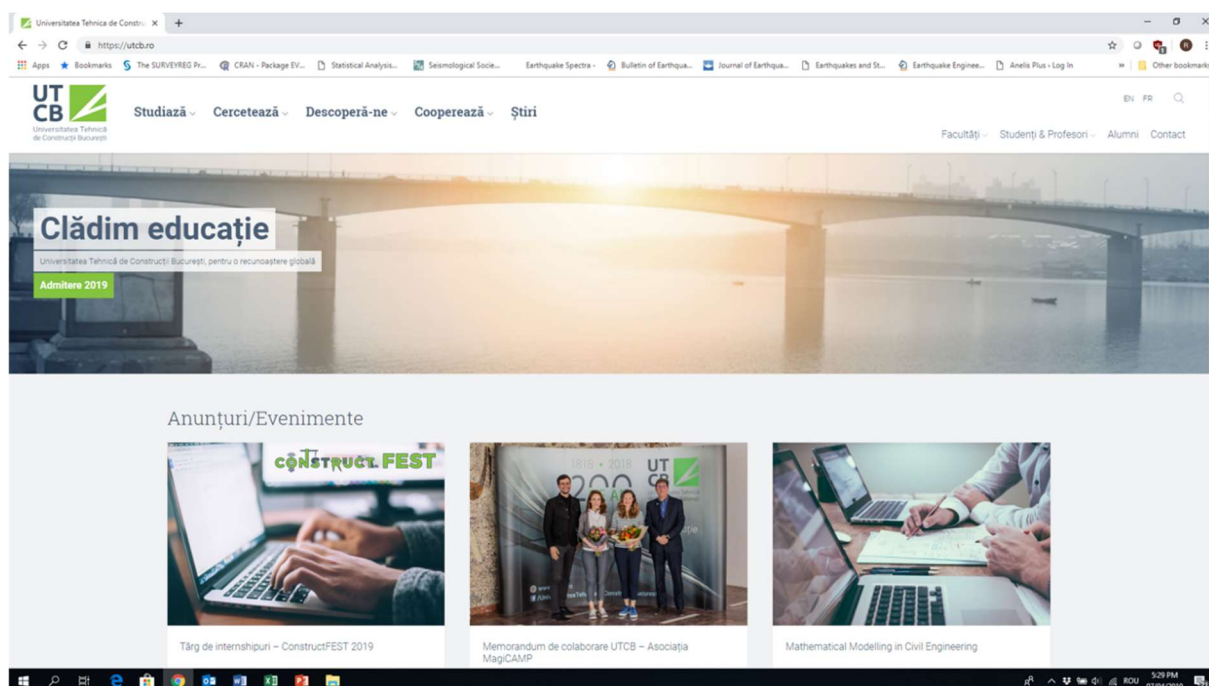 Universitatea Tehnica de Constru
https://utcb.ro
Apps Bookmarks The SURVEYREG Pr... CRAN - Package EV... Statistical Analysis... Seismological Socie... Earthquake Spectra - Bulletin of Earthqua... Journal of Earthqua... Earthquakes and St... Earthquake Enginee... Anelis Plus - Log In » Other bookmarks
UT
CB
Universitatea Tehnică
de Construcții București
Studiază Cercetează Descoperă-ne Cooperează Știri
EN FR
Facultăți Studenți & Profesori Alumni Contact
Clădim educație
Universitatea Tehnică de Construcții București, pentru o recunoaștere globală
Admitere 2019
Anunțuri/Evenimente
CONSTRUCT FEST
1818 • 2018
UT
CB
200
Târg de internshipuri – ConstructFEST 2019
Memorandum de colaborare UTCB – Asociația
MagiCAMP
Mathematical Modelling in Civil Engineering
ROU
5:29 PM
07/04/2019